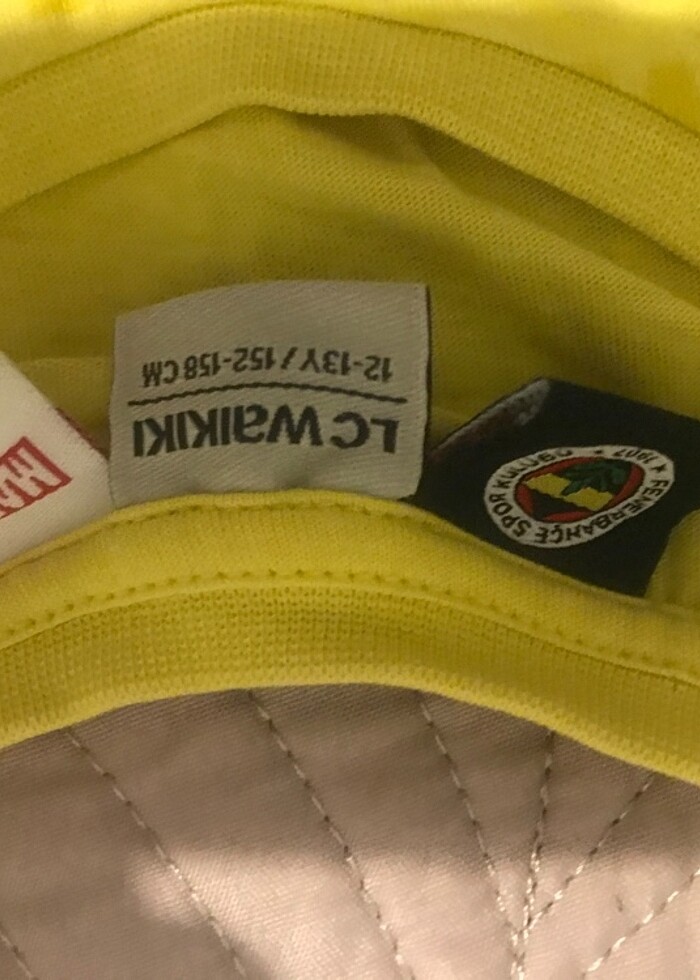 LC WAIKIKI
12-13Y / 152-158 CM
FENERBAHÇE SPOR KULÜBÜ
★ 1907 ★